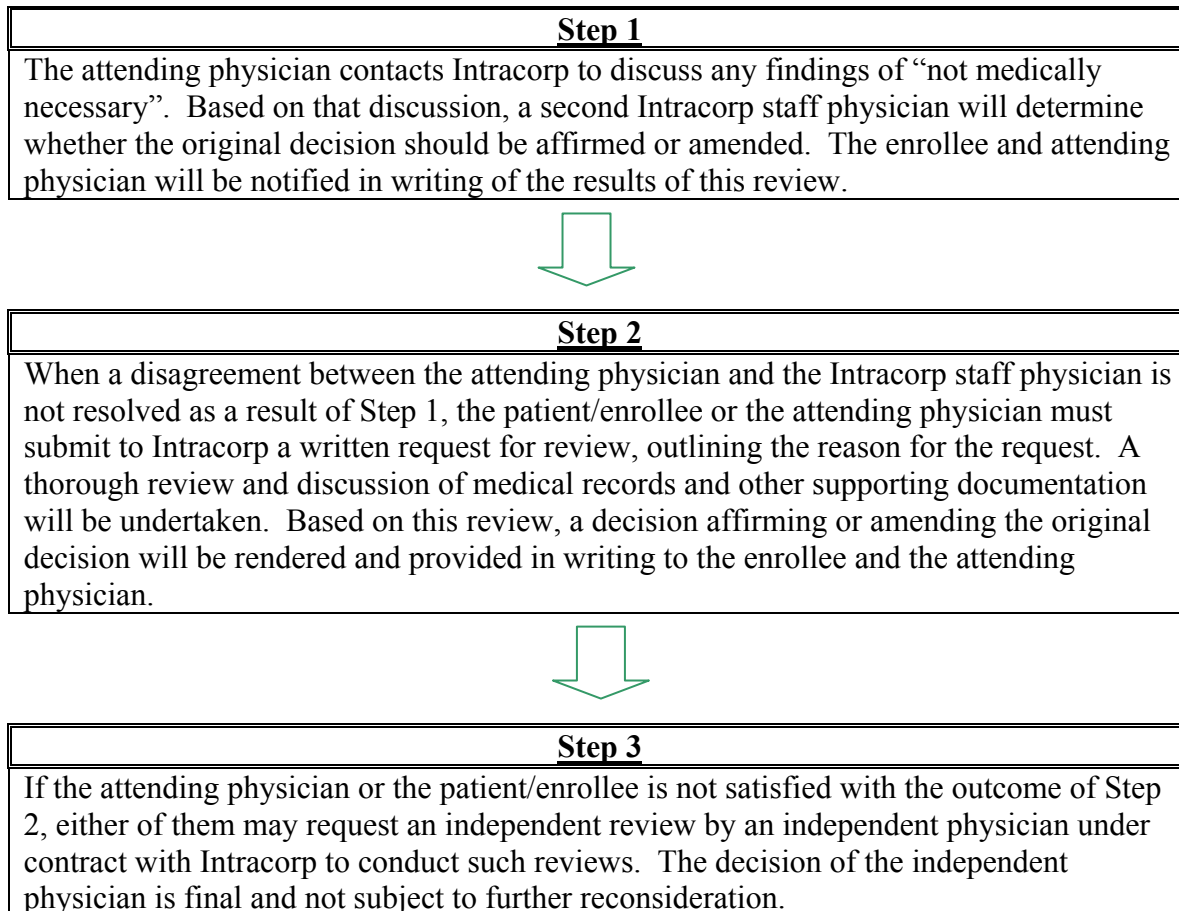 Step 1
The attending physician contacts Intracorp to discuss any findings of “not medically
necessary”.  Based on that discussion, a second Intracorp staff physician will determine
whether the original decision should be affirmed or amended.  The enrollee and attending
physician will be notified in writing of the results of this review.
Step 2
When a disagreement between the attending physician and the Intracorp staff physician is
not resolved as a result of Step 1, the patient/enrollee or the attending physician must
submit to Intracorp a written request for review, outlining the reason for the request.  A
thorough review and discussion of medical records and other supporting documentation
will be undertaken.  Based on this review, a decision affirming or amending the original
decision will be rendered and provided in writing to the enrollee and the attending
physician.
Step 3
If the attending physician or the patient/enrollee is not satisfied with the outcome of Step
2, either of them may request an independent review by an independent physician under
contract with Intracorp to conduct such reviews.  The decision of the independent
physician is final and not subject to further reconsideration.